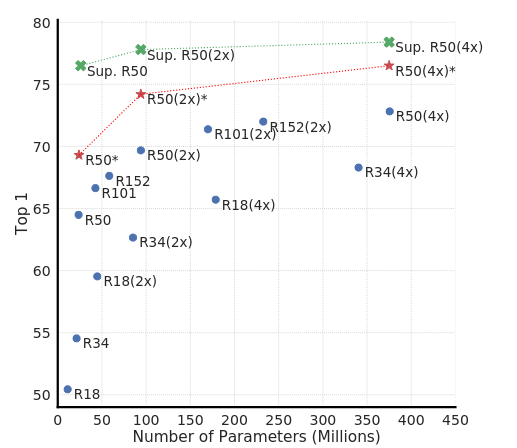 80
Sup. R50(4x)
Sup. R50(2x)
Sup. R50
R50(4x)*
75
R50(2x)*
R50(4x)
R152(2x)
R101(2x)
70
R50(2x)
R50*
R34(4x)
R152
R101
R18(4x)
65
R50
R34(2x)
60
R18(2x)
55
R34
R18
50
Top 1
0 50 100 150 200 250 300 350 400 450
Number of Parameters (Millions)